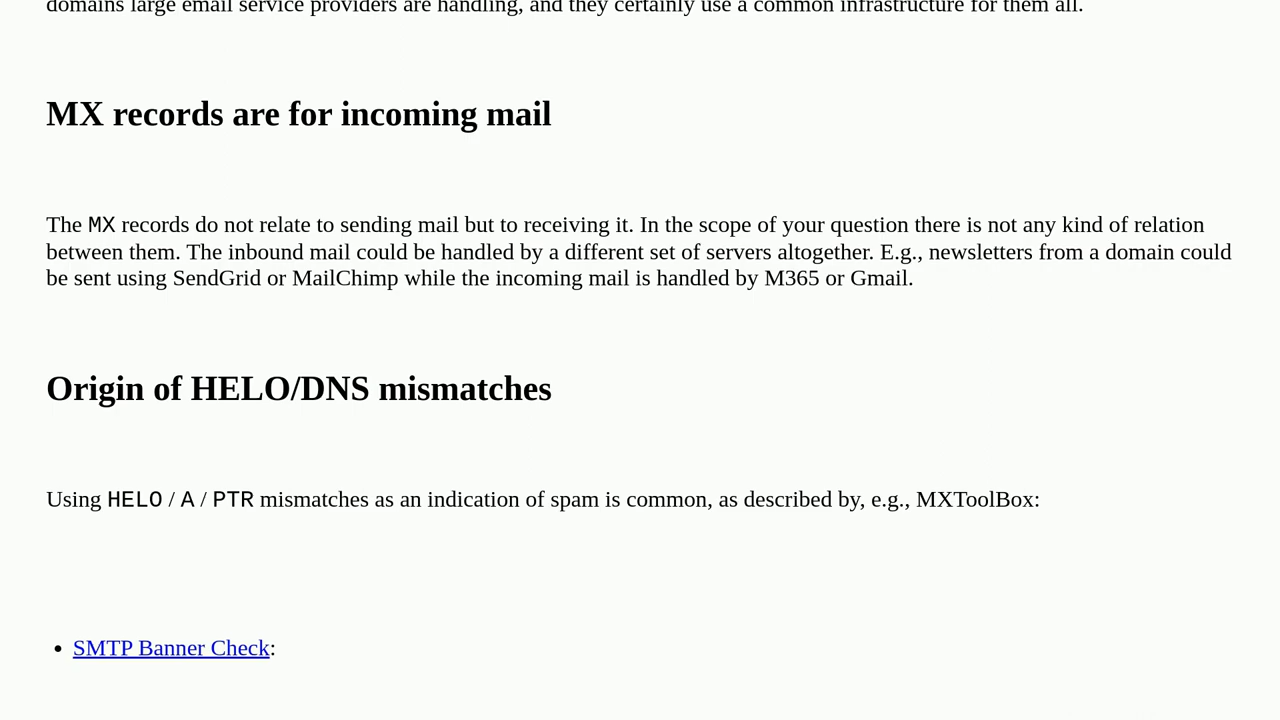 domains large email service providers are handling, and they certainly use a common infrastructure for them all.
MX records are for incoming mail
The MX records do not relate to sending mail but to receiving it. In the scope of your question there is not any kind of relation
between them. The inbound mail could be handled by a different set of servers altogether. E.g., newsletters from a domain could
be sent using SendGrid or MailChimp while the incoming mail is handled by M365 or Gmail.
Origin of HELO/DNS mismatches
Using HELO / A / PTR mismatches as an indication of spam is common, as described by, e.g., MXToolBox:
• SMTP Banner Check: